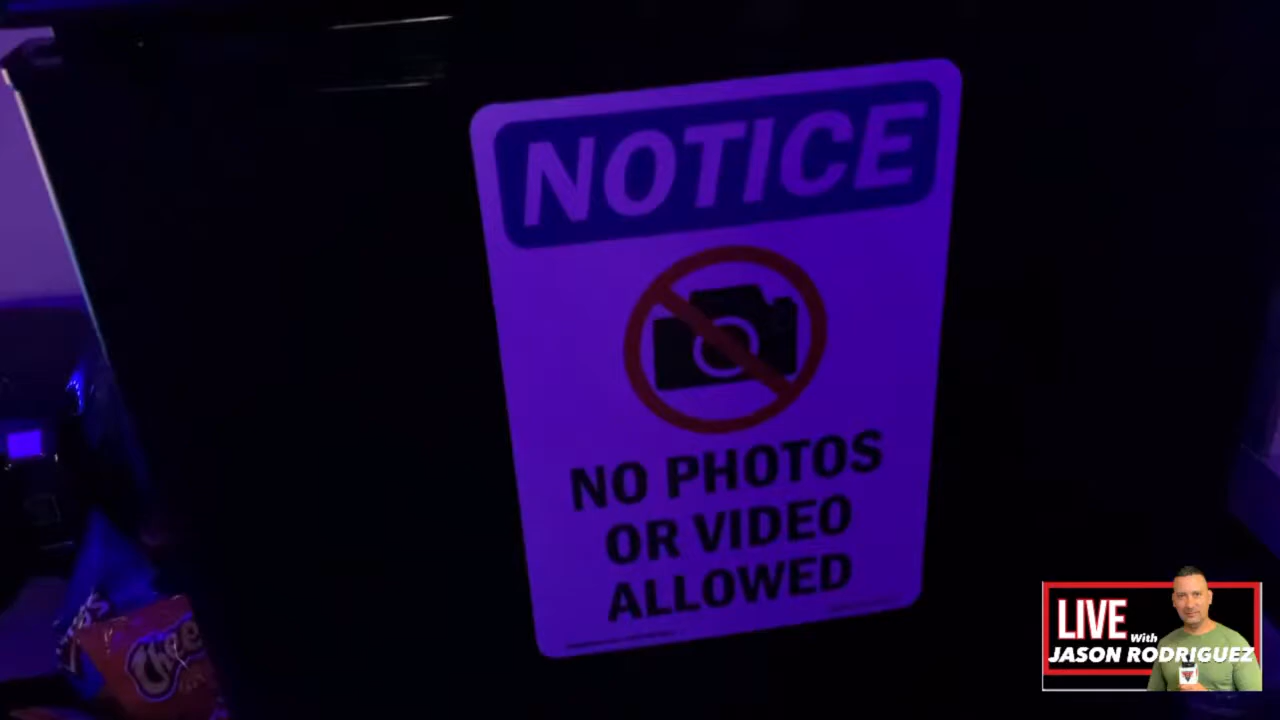 NOTICE
NO PHOTOS
OR VIDEO
ALLOWED
LIVE With
JASON RODRIGUEZ